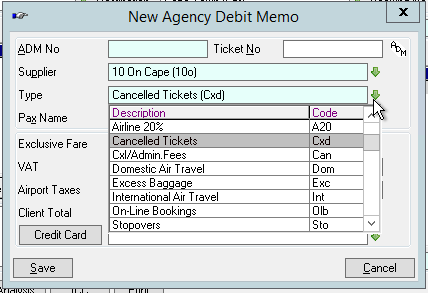 New Agency Debit Memo X
ADM No Ticket No ADM
Supplier 10 On Cape (10o)
Type Cancelled Tickets (Cxd)
Pax Name Description Code
Airline 20% A20
Exclusive Fare Cancelled Tickets Cxd
Cxl/Admin.Fees Can
VAT Domestic Air Travel Dom
Excess Baggage Exc
Airport Taxes International Air Travel Int
Client Total On-Line Bookings Olb
Stopovers Sto
Credit Card
Save Cancel